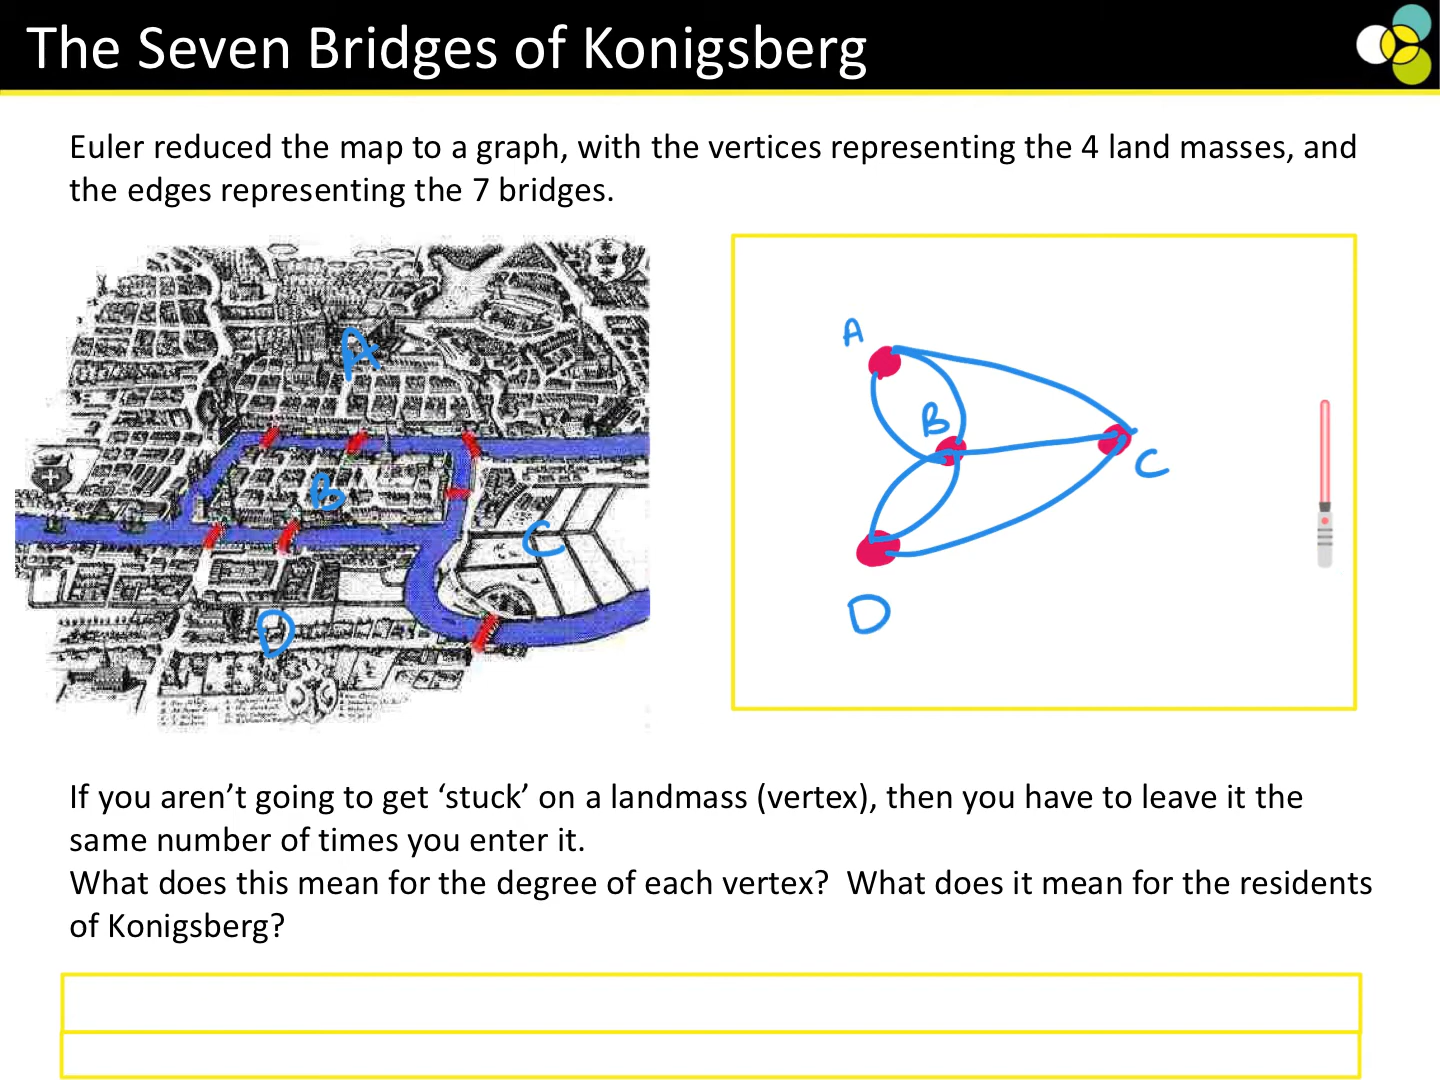 The Seven Bridges of Konigsberg
Euler reduced the map to a graph, with the vertices representing the 4 land masses, and
the edges representing the 7 bridges.
A
B
C
D
A
B
C
D
If you aren’t going to get ‘stuck’ on a landmass (vertex), then you have to leave it the
same number of times you enter it.
What does this mean for the degree of each vertex? What does it mean for the residents
of Konigsberg?